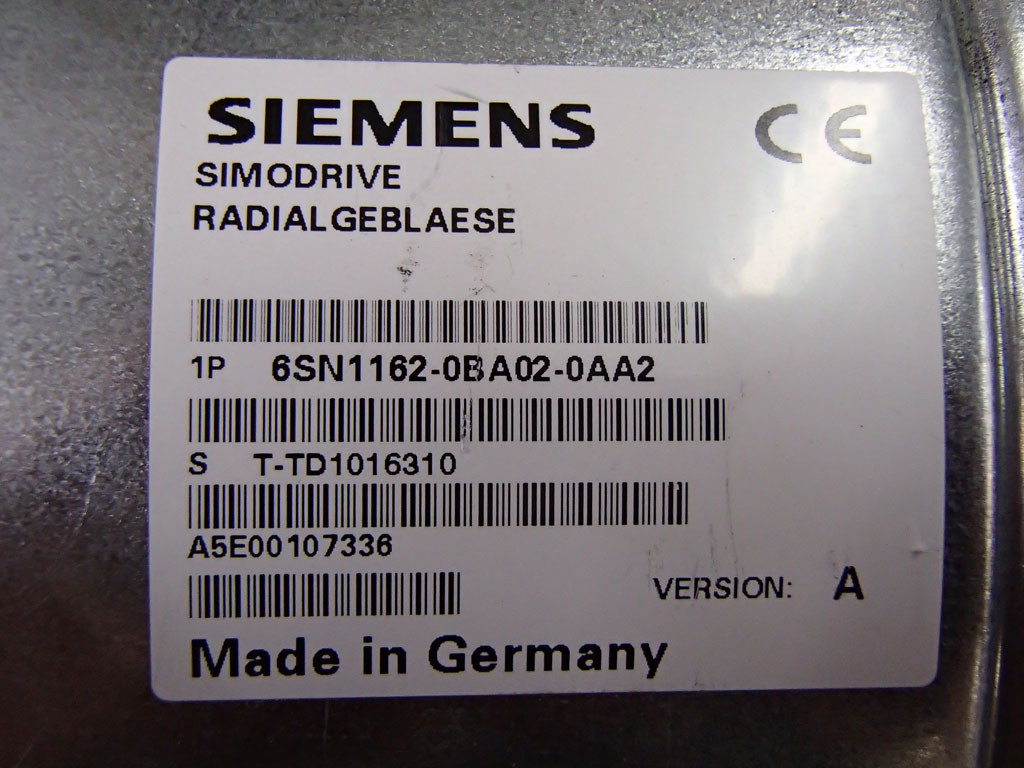 SIEMENS
CE
SIMODRIVE
RADIALGEBLAESE
1P 6SN1162-0BA02-0AA2
S T-TD1016310
A5E00107336
VERSION: A
Made in Germany